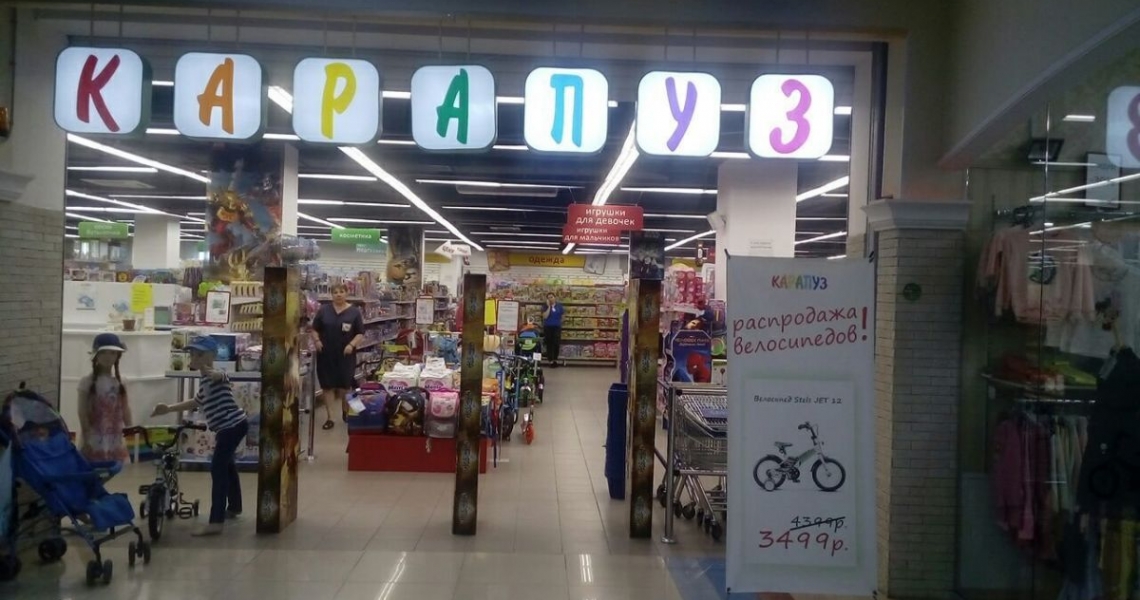 КАРАПУЗ
игрушки
для девочек
игрушки
для мальчиков
косметика
одежда
КАРАПУЗ
распродажа
велосипедов!
Велосипед Stels JET 12
4399р.
3499р.